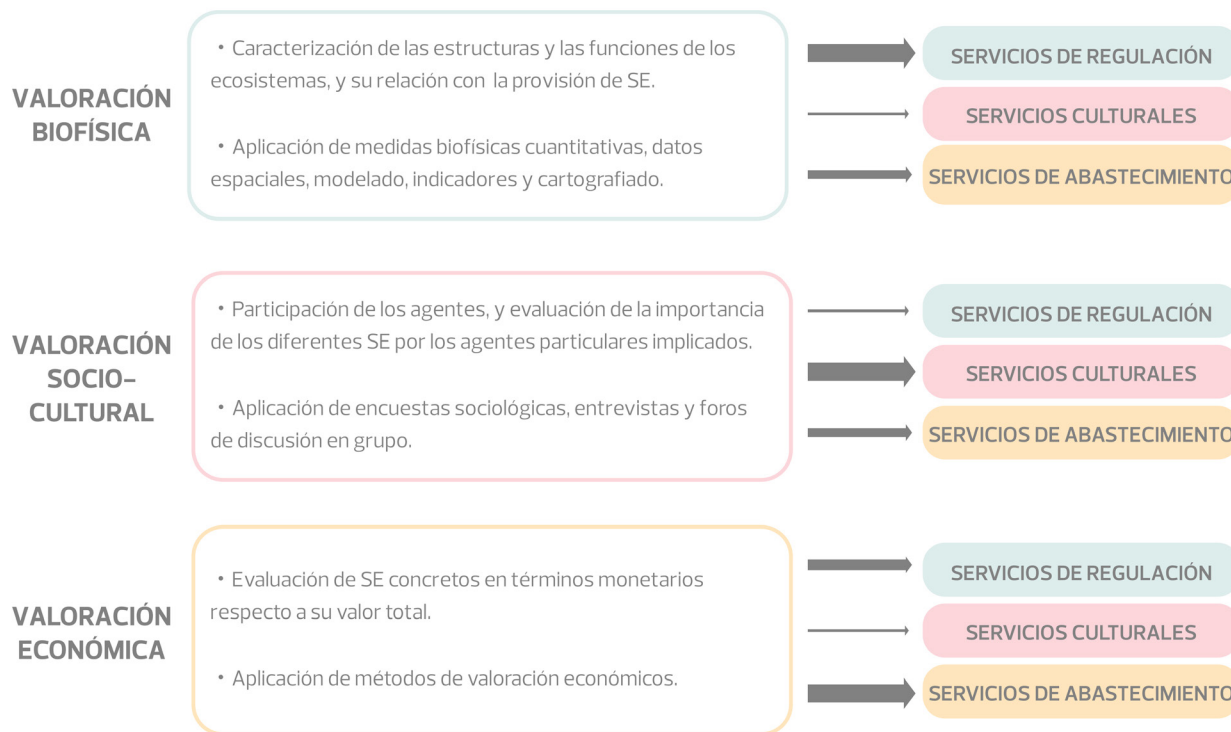 VALORACIÓN
BIOFÍSICA
• Caracterización de las estructuras y las funciones de los
ecosistemas, y su relación con la provisión de SE.
• Aplicación de medidas biofísicas cuantitativas, datos
espaciales, modelado, indicadores y cartografiado.
SERVICIOS DE REGULACIÓN
SERVICIOS CULTURALES
SERVICIOS DE ABASTECIMIENTO
VALORACIÓN
SOCIO-
CULTURAL
• Participación de los agentes, y evaluación de la importancia
de los diferentes SE por los agentes particulares implicados.
• Aplicación de encuestas sociológicas, entrevistas y foros
de discusión en grupo.
SERVICIOS DE REGULACIÓN
SERVICIOS CULTURALES
SERVICIOS DE ABASTECIMIENTO
VALORACIÓN
ECONÓMICA
• Evaluación de SE concretos en términos monetarios
respecto a su valor total.
• Aplicación de métodos de valoración económicos.
SERVICIOS DE REGULACIÓN
SERVICIOS CULTURALES
SERVICIOS DE ABASTECIMIENTO